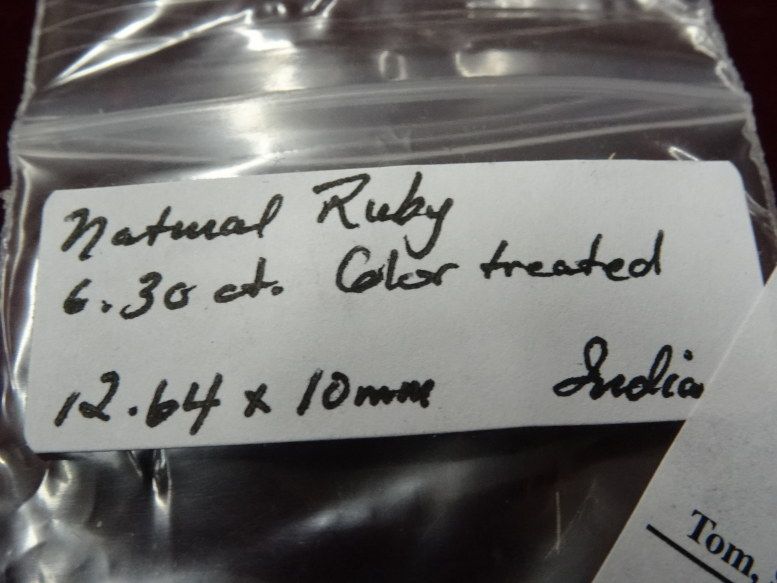 Natural Ruby
6.30 ct. Color treated
12.64 x 10mm India
Tom,